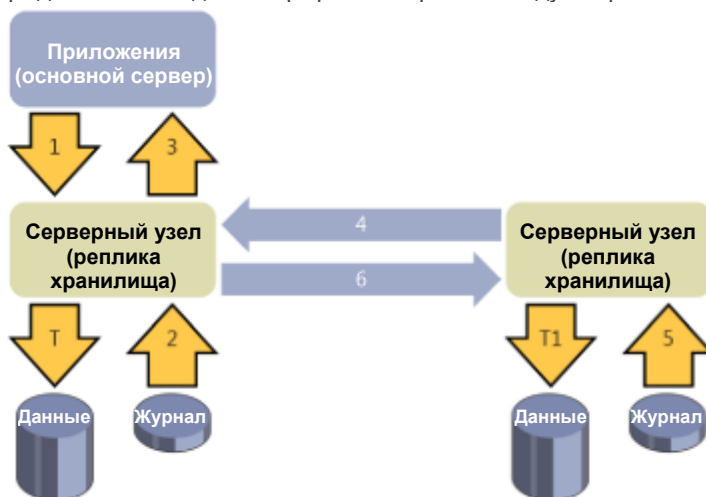 Приложения
(основной сервер)
1
3
Серверный узел
(реплика
хранилища)
4
6
Серверный узел
(реплика
хранилища)
T
2
T1
5
Данные
Журнал
Данные
Журнал